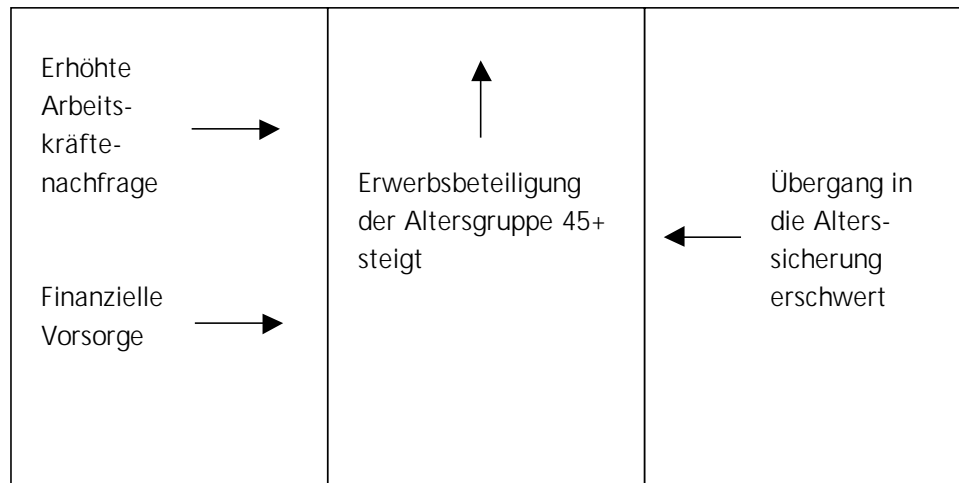 Erhöhte
Arbeits-
kräfte-
nachfrage
Finanzielle
Vorsorge
Erwerbsbeteiligung
der Altersgruppe 45+
steigt
Übergang in
die Alters-
sicherung
erschwert